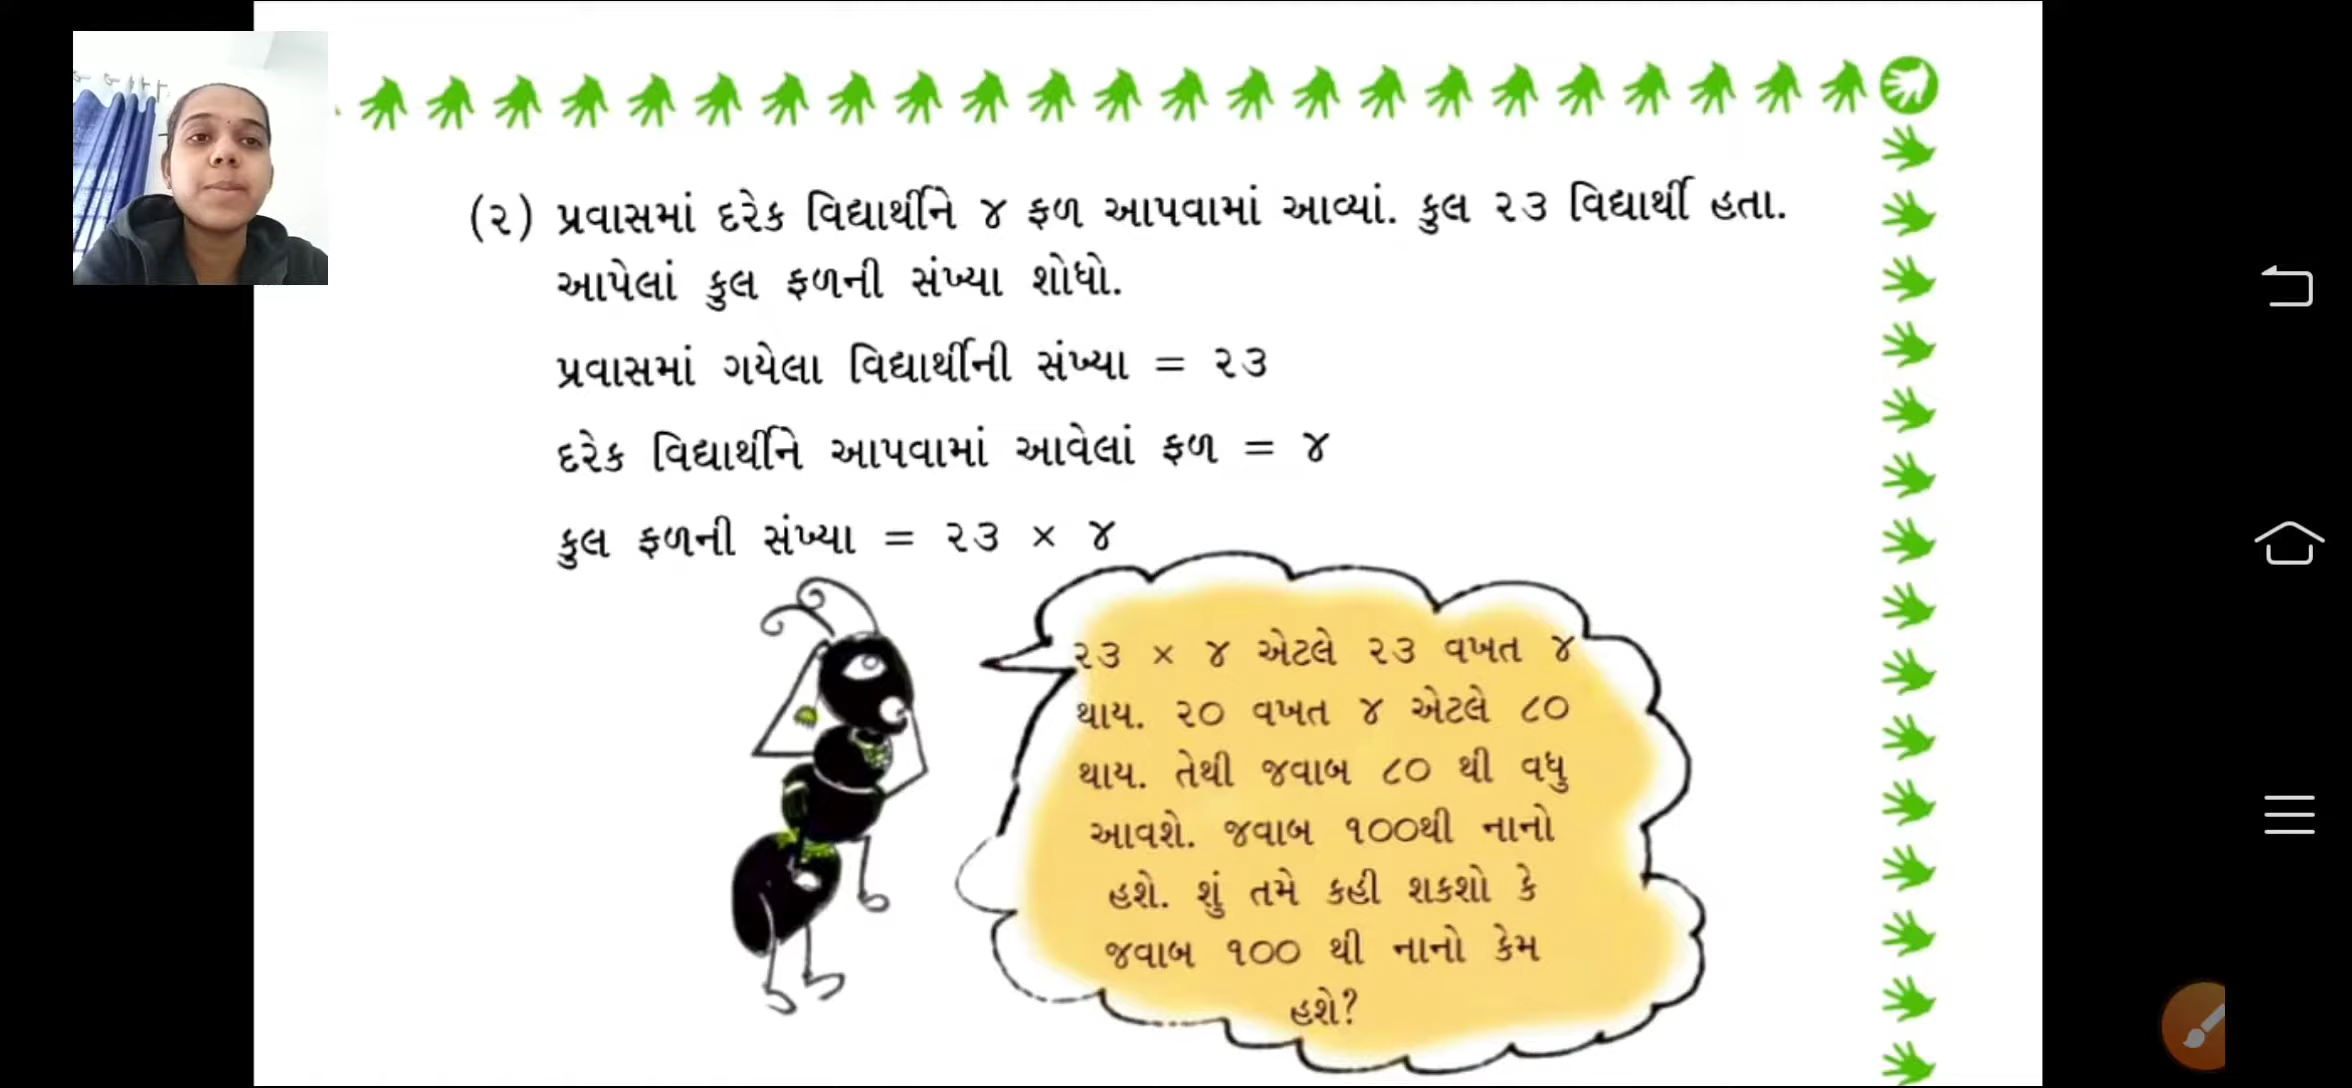 (૨) પ્રવાસમાં દરેક વિદ્યાર્થીને ૪ ફળ આપવામાં આવ્યાં. કુલ ૨૩ વિદ્યાર્થી હતા.
આપેલાં કુલ ફળની સંખ્યા શોધો.
પ્રવાસમાં ગયેલા વિદ્યાર્થીની સંખ્યા = ૨૩
દરેક વિદ્યાર્થીને આપવામાં આવેલાં ફળ = ૪
કુલ ફળની સંખ્યા = ૨૩ × ૪
૨૩ × ૪ એટલે ૨૩ વખત ૪
થાય. ૨૦ વખત ૪ એટલે ૮૦
થાય. તેથી જવાબ ૮૦ થી વધુ
આવશે. જવાબ ૧૦૦થી નાનો
હશે. શું તમે કહી શકશો કે
જવાબ ૧૦૦ થી નાનો કેમ
હશે?